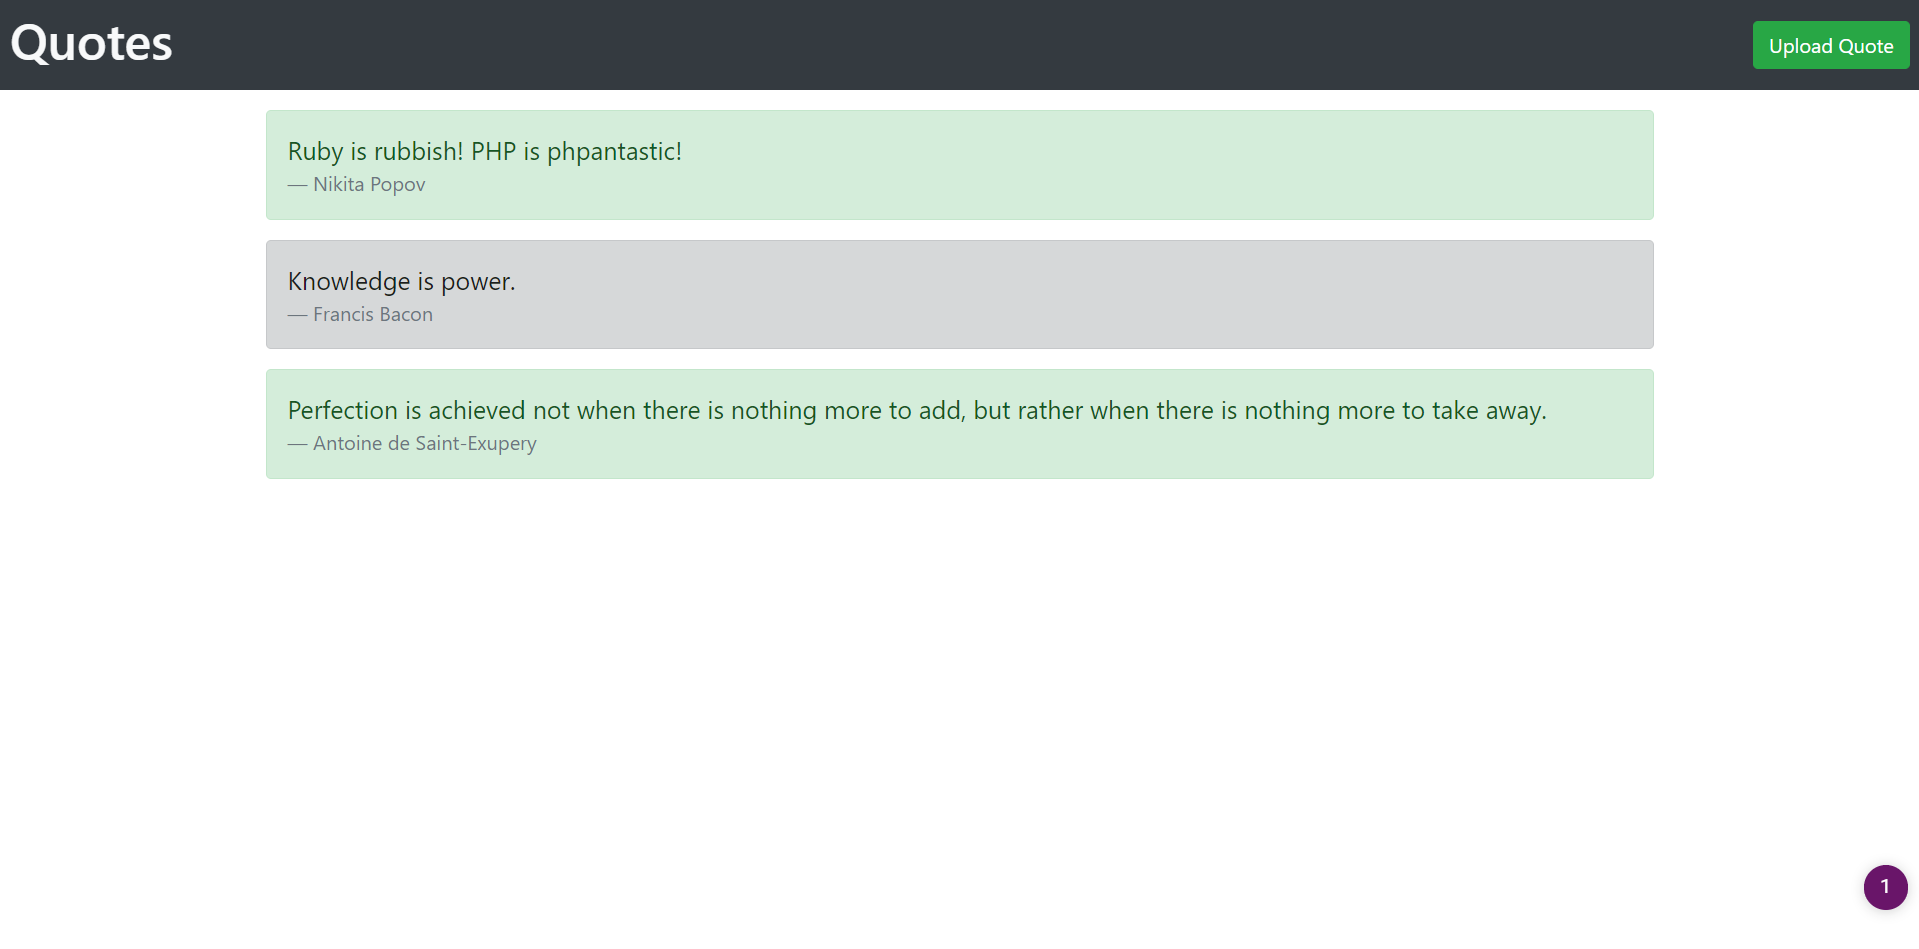 Quotes
Upload Quote
Ruby is rubbish! PHP is phpantastic!
— Nikita Popov
Knowledge is power.
— Francis Bacon
Perfection is achieved not when there is nothing more to add, but rather when there is nothing more to take away.
— Antoine de Saint-Exupery
1